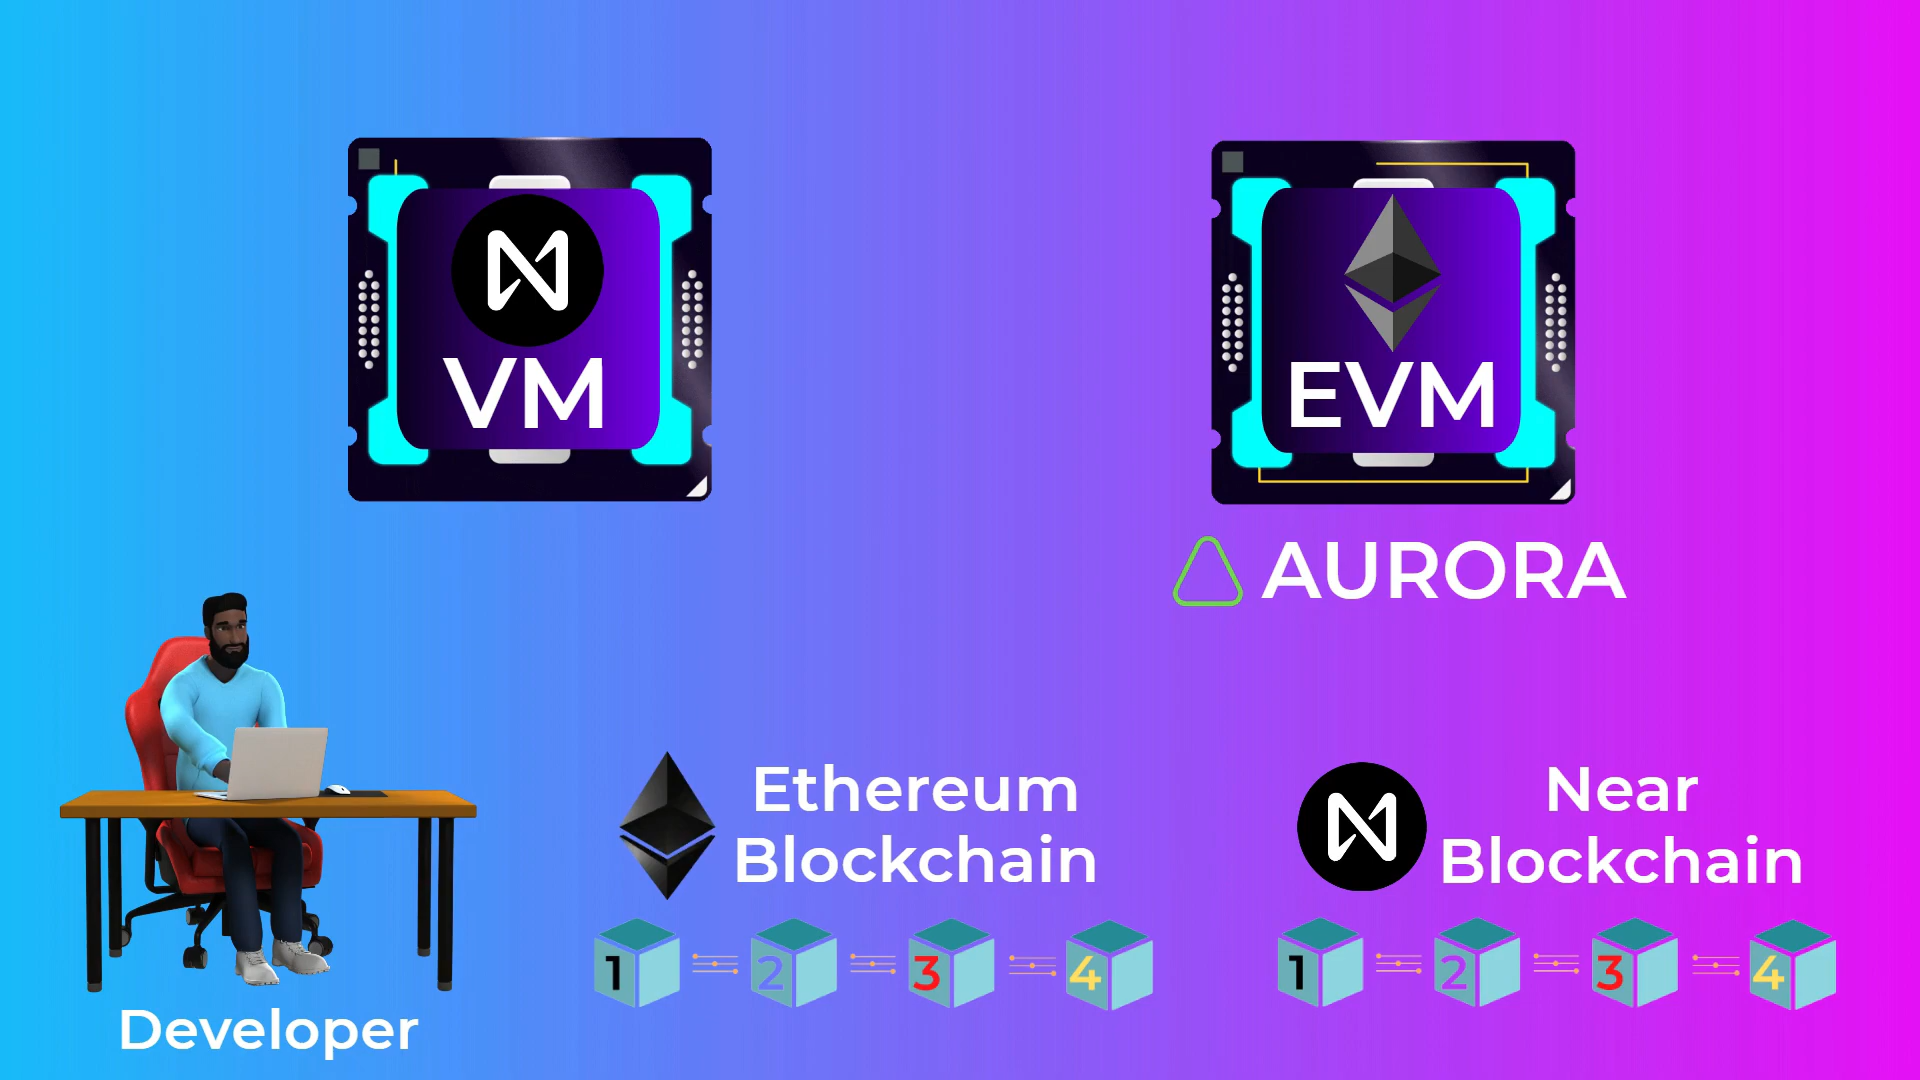 VM
EVM
AURORA
Ethereum
Blockchain
1 2 3 4
Near
Blockchain
1 2 3 4
Developer